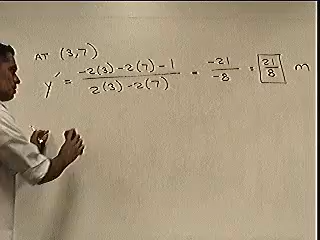 AT (3,7)
y' = -2(3)-2(7)-1 / 2(3)-2(7) = -21 / -8 = 21/8 m